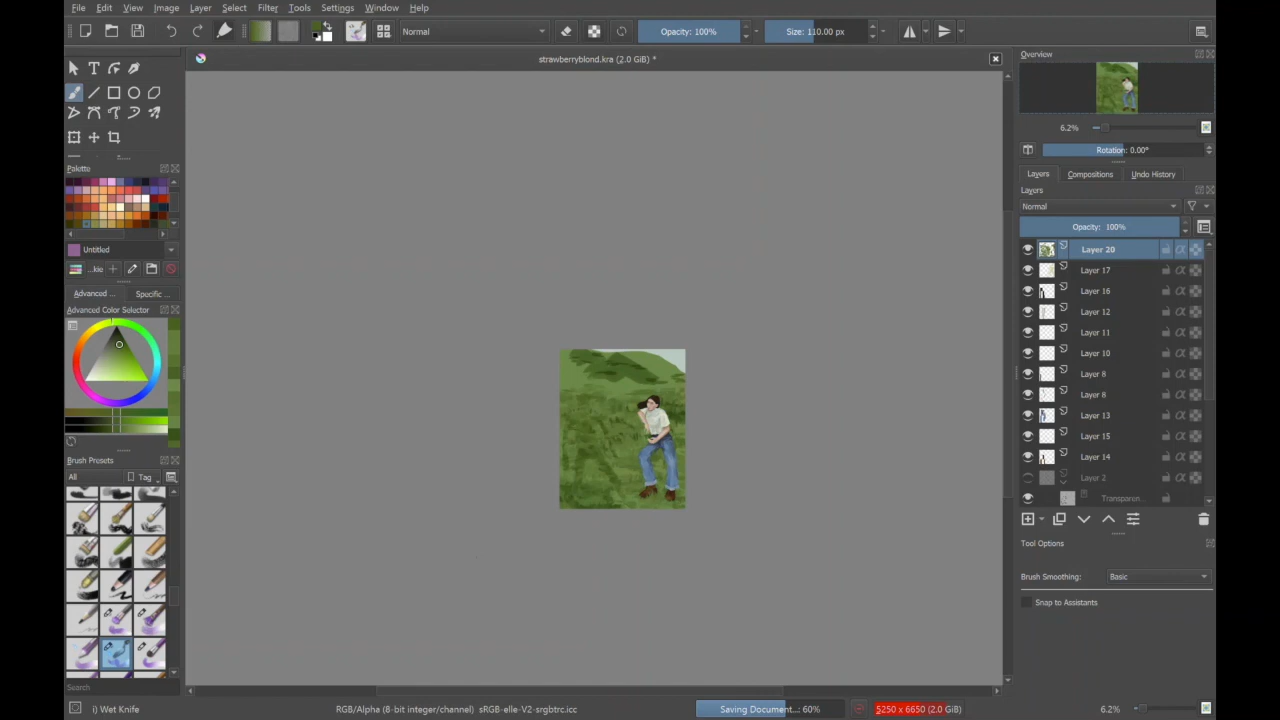 File Edit View Image Layer Select Filter Tools Settings Window Help
Normal Opacity: 100% Size: 110.00 px
strawberryblond.kra (2.0 GiB) *
Overview
6.2%
Rotation: 0.00°
Layers Compositions Undo History
Layers
Normal
Opacity: 100%
Layer 20
Layer 17
Layer 16
Layer 12
Layer 11
Layer 10
Layer 8
Layer 8
Layer 13
Layer 15
Layer 14
Layer 2
Transparen...
Tool Options
Brush Smoothing: Basic
Snap to Assistants
Palette
Untitled
...kie
Advanced ... Specific ...
Advanced Color Selector
Brush Presets
All Tag
Search
i) Wet Knife RGB/Alpha (8-bit integer/channel) sRGB-elle-V2-srgbtrc.icc Saving Document...: 60% 5250 x 6650 (2.0 GiB) 6.2%